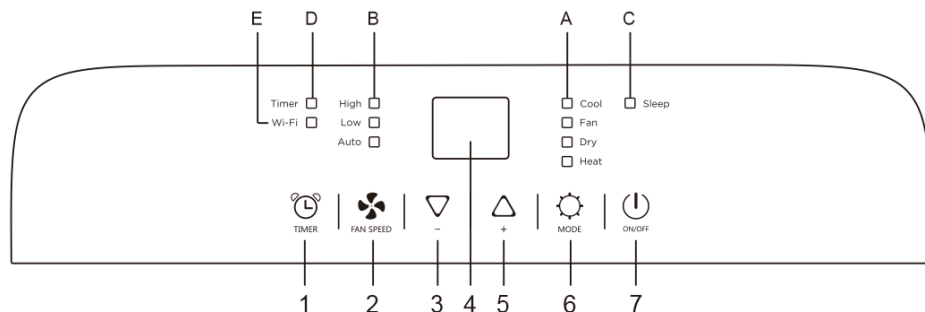 E D B A C
Timer High Cool Sleep
Wi-Fi Low Fan
Auto Dry
Heat
TIMER FAN SPEED − + MODE ON/OFF
1 2 3 4 5 6 7